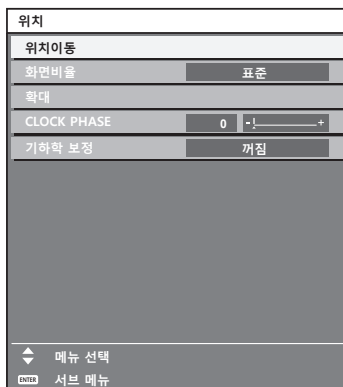 위치
위치이동
화면비율 표준
확대
CLOCK PHASE 0 - +
기하학 보정 꺼짐
메뉴 선택
ENTER 서브 메뉴